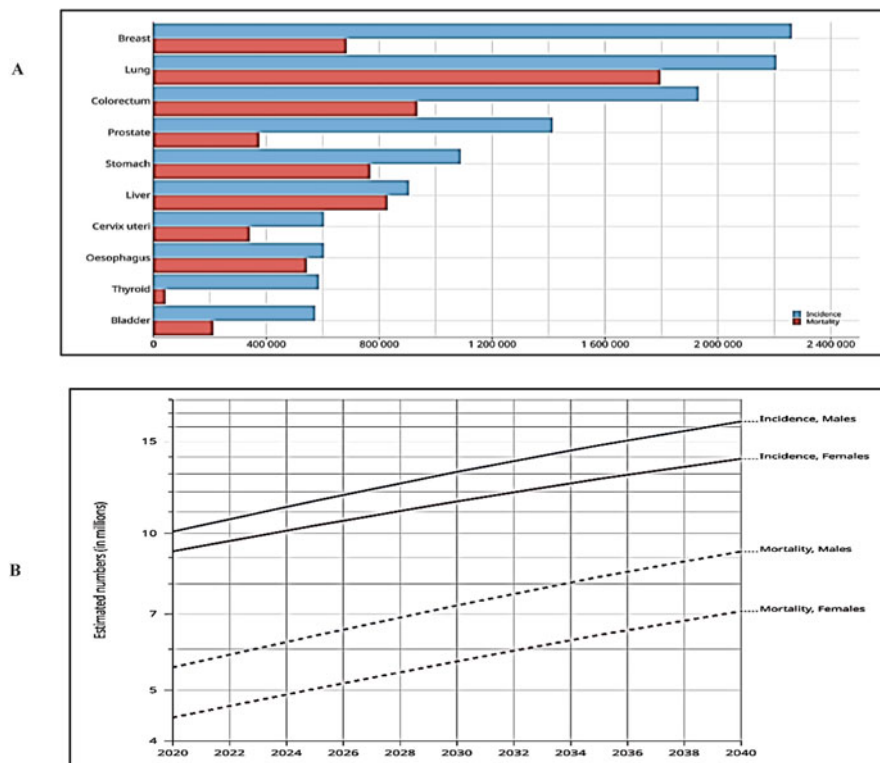 A
Breast
Lung
Colorectum
Prostate
Stomach
Liver
Cervix uteri
Oesophagus
Thyroid
Bladder
Incidence
Mortality
0 400 000 800 000 1 200 000 1 600 000 2 000 000 2 400 000
B
Estimated numbers (in millions)
15
10
7
5
4
Incidence, Males
Incidence, Females
Mortality, Males
Mortality, Females
2020 2022 2024 2026 2028 2030 2032 2034 2036 2038 2040